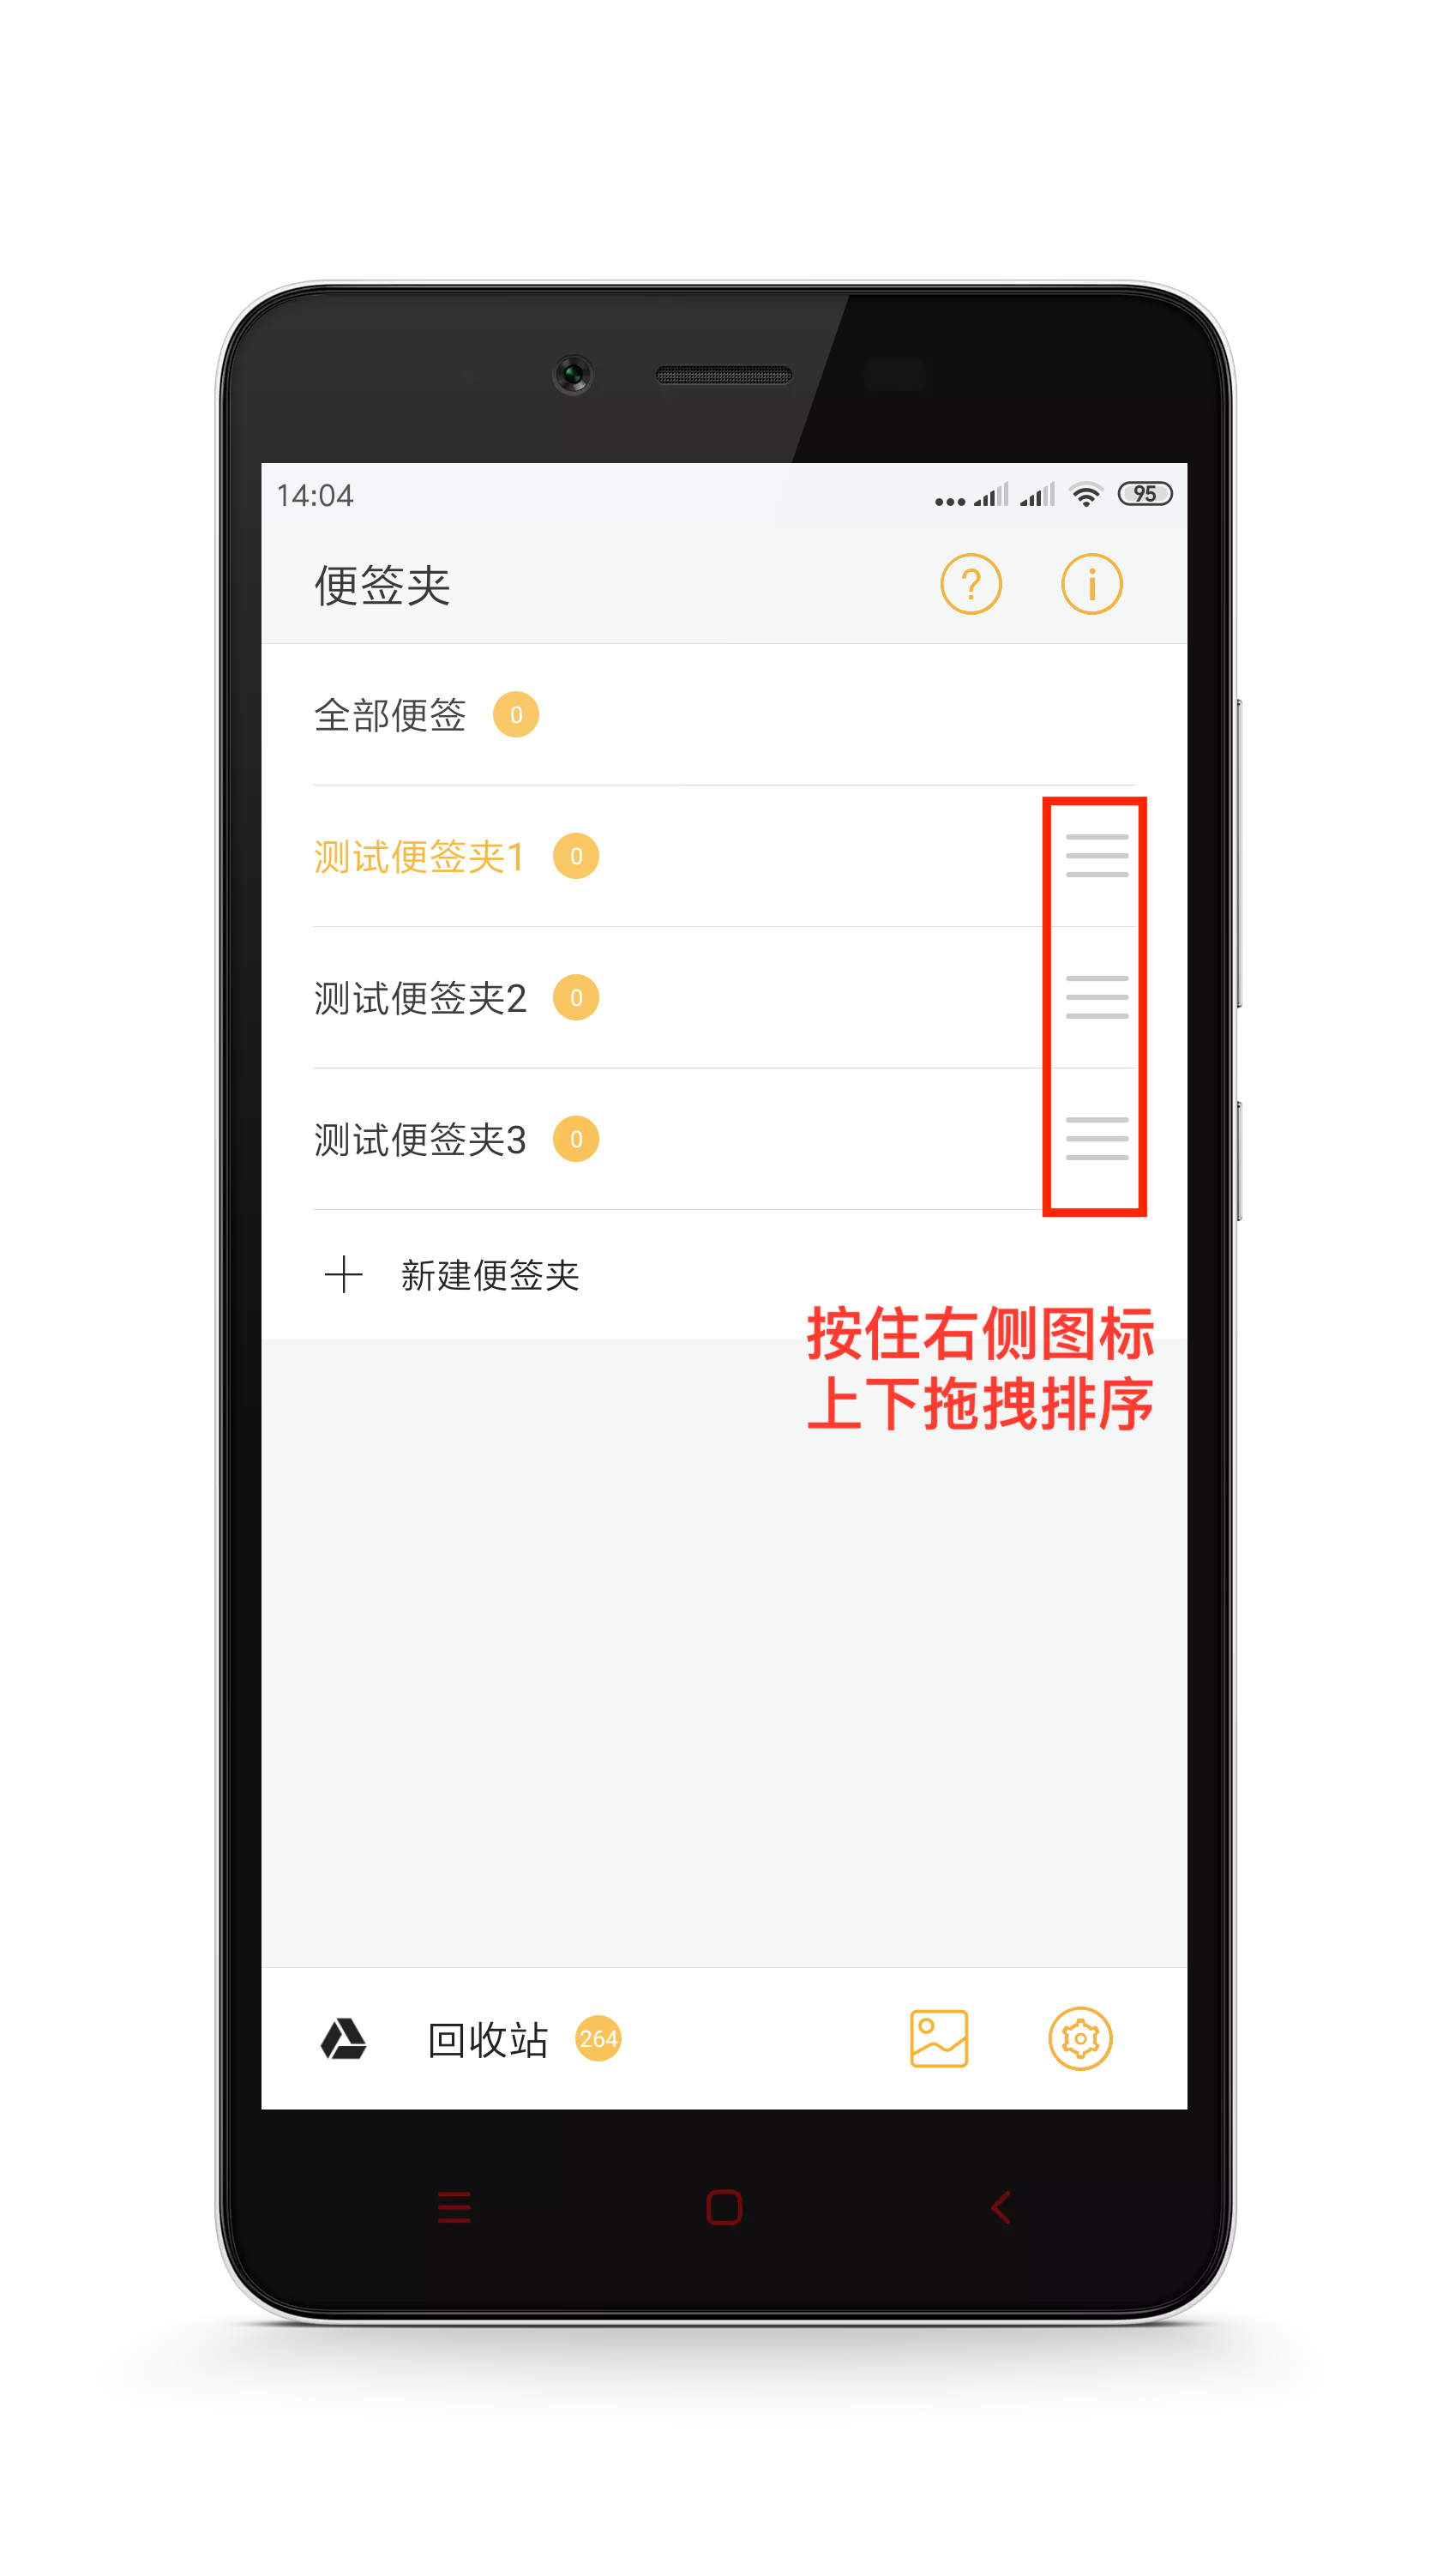 14:04
95
便签夹
?
i
全部便签 0
测试便签夹1 0
测试便签夹2 0
测试便签夹3 0
新建便签夹
按住右侧图标
上下拖拽排序
回收站 264